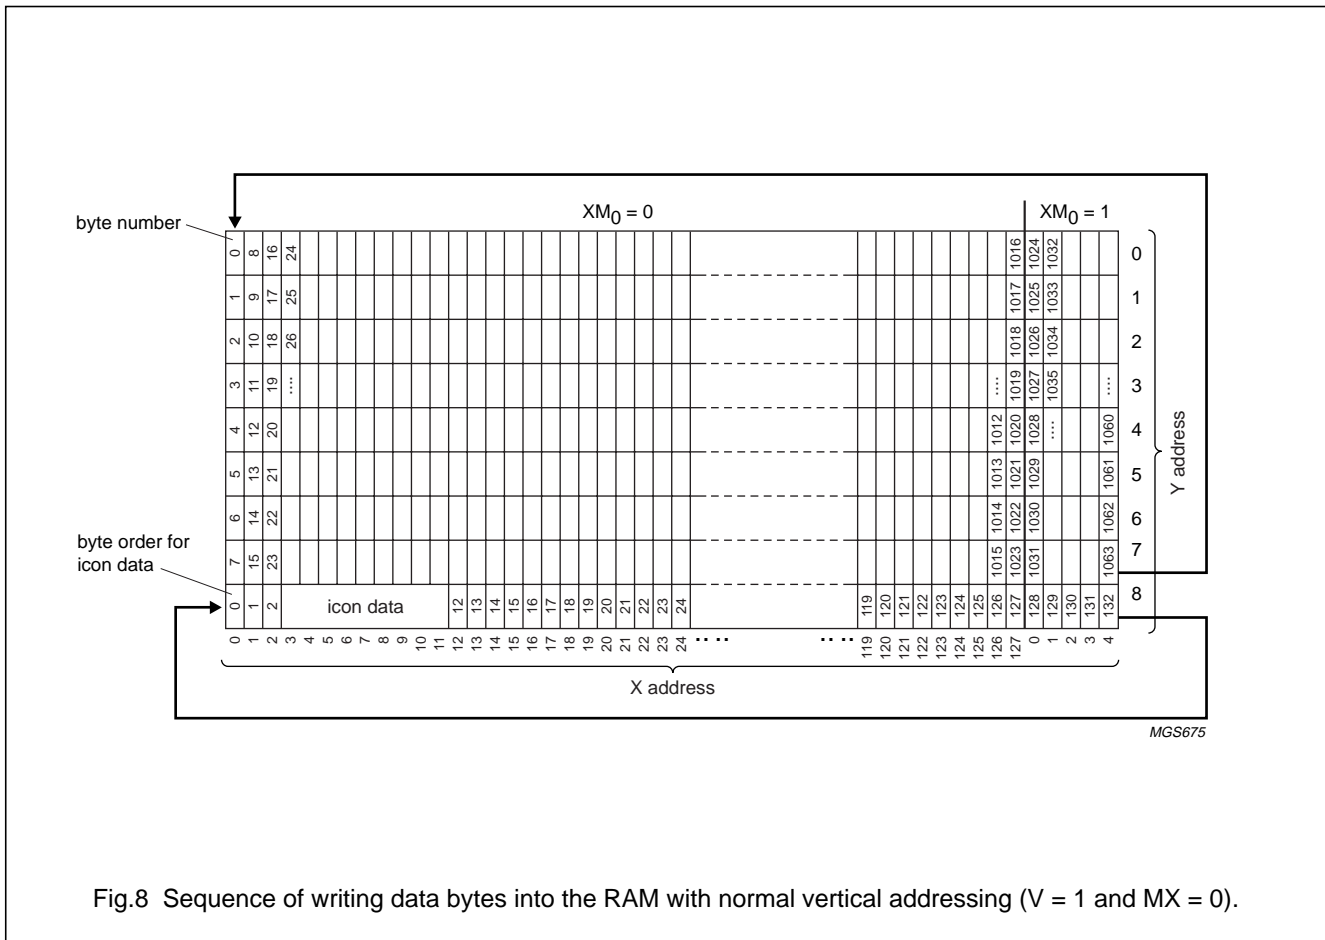 XM0 = 0 XM0 = 1
byte number
0 8 16 24 1016 1024 1032 0
1 9 17 25 1017 1025 1033 1
2 10 18 26 1018 1026 1034 2
3 11 19 .... .... 1019 1027 1035 .... 3
4 12 20 1012 1020 1028 .... 1060 4
5 13 21 1013 1021 1029 1061 5
6 14 22 1014 1022 1030 1062 6
7 15 23 1015 1023 1031 1063 7
Y address
byte order for
icon data
0 1 2 icon data 12 13 14 15 16 17 18 19 20 21 22 23 24 119 120 121 122 123 124 125 126 127 128 129 130 131 132 8
0 1 2 3 4 5 6 7 8 9 10 11 12 13 14 15 16 17 18 19 20 21 22 23 24 .. .. .. .. 119 120 121 122 123 124 125 126 127 0 1 2 3 4
X address
MGS675
Fig.8 Sequence of writing data bytes into the RAM with normal vertical addressing (V = 1 and MX = 0).